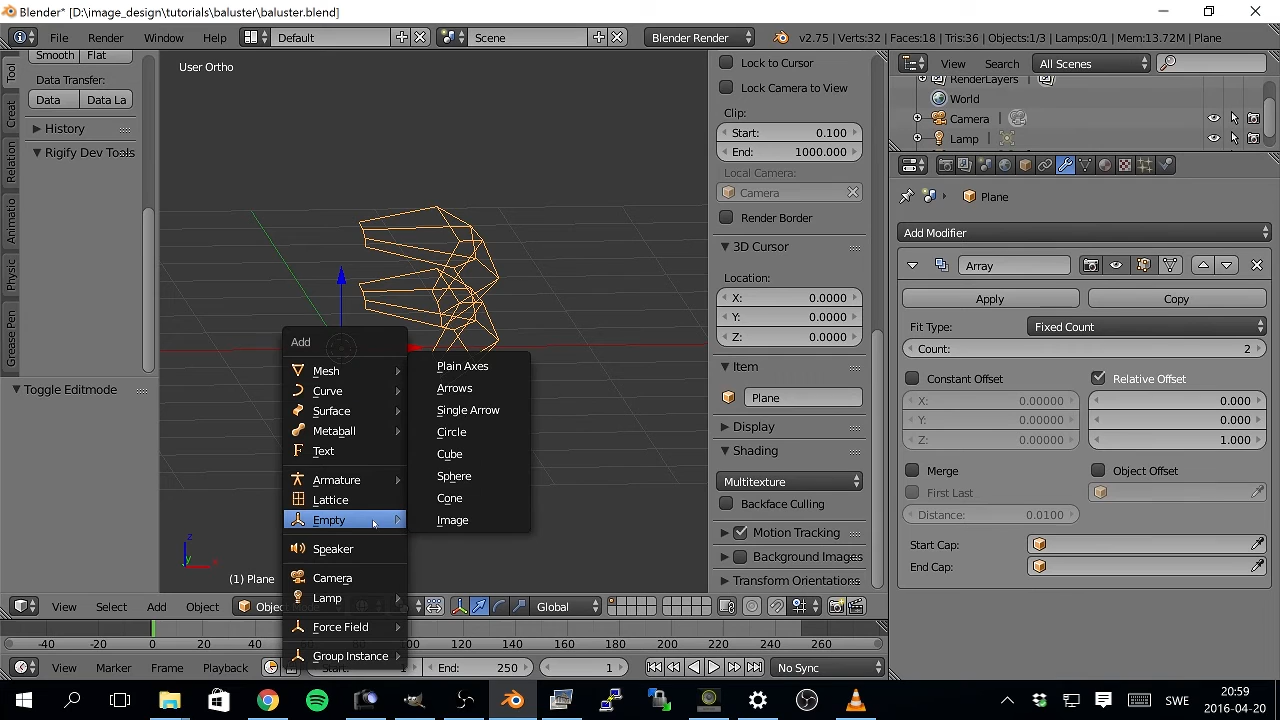 Blender* [D:\image_design\tutorials\baluster\baluster.blend]
File Render Window Help Default Scene Blender Render v2.75 | Verts:32 | Faces:18 | Tris:36 | Objects:1/3 | Lamps:0/1 | Mem:13.72M | Plane
Tool
Creat
Relation
Animatio
Physic
Grease Pen
Smooth Flat
Data Transfer:
Data Data La
History
Rigify Dev Tools
Toggle Editmode
User Ortho
Add
Mesh
Curve
Surface
Metaball
Text
Armature
Lattice
Empty
Speaker
Camera
Lamp
Force Field
Group Instance
Plain Axes
Arrows
Single Arrow
Circle
Cube
Sphere
Cone
Image
z
y
x
(1) Plane
Lock to Cursor
Lock Camera to View
Clip:
Start: 0.100
End: 1000.000
Local Camera:
Camera
Render Border
3D Cursor
Location:
X: 0.0000
Y: 0.0000
Z: 0.0000
Item
Plane
Display
Shading
Multitexture
Backface Culling
Motion Tracking
Background Images
Transform Orientations
View Search All Scenes
RenderLayers
World
Camera
Lamp
Plane
Add Modifier
Array
Apply Copy
Fit Type: Fixed Count
Count: 2
Constant Offset Relative Offset
X: 0.00000 0.000
Y: 0.00000 0.000
Z: 0.00000 1.000
Merge Object Offset
First Last
Distance: 0.0100
Start Cap:
End Cap:
View Select Add Object Global
-40 -20 0 20 40 100 120 140 160 180 200 220 240 260
View Marker Frame Playback End: 250 1 No Sync
SWE
20:59
2016-04-20